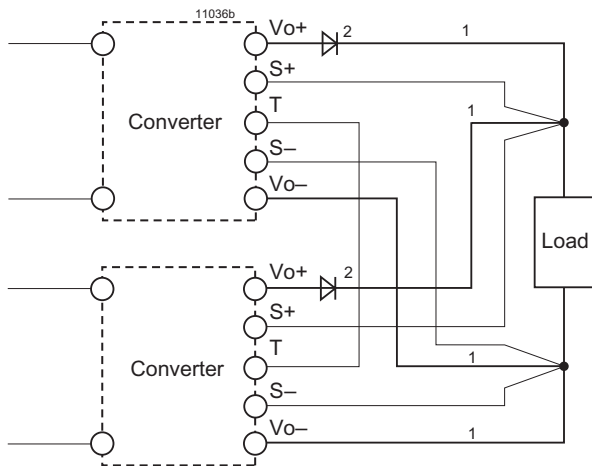 11036b
Vo+
2
1
S+
T
1
Converter
S–
Vo–
Load
Vo+
2
S+
T
1
Converter
S–
Vo–
1